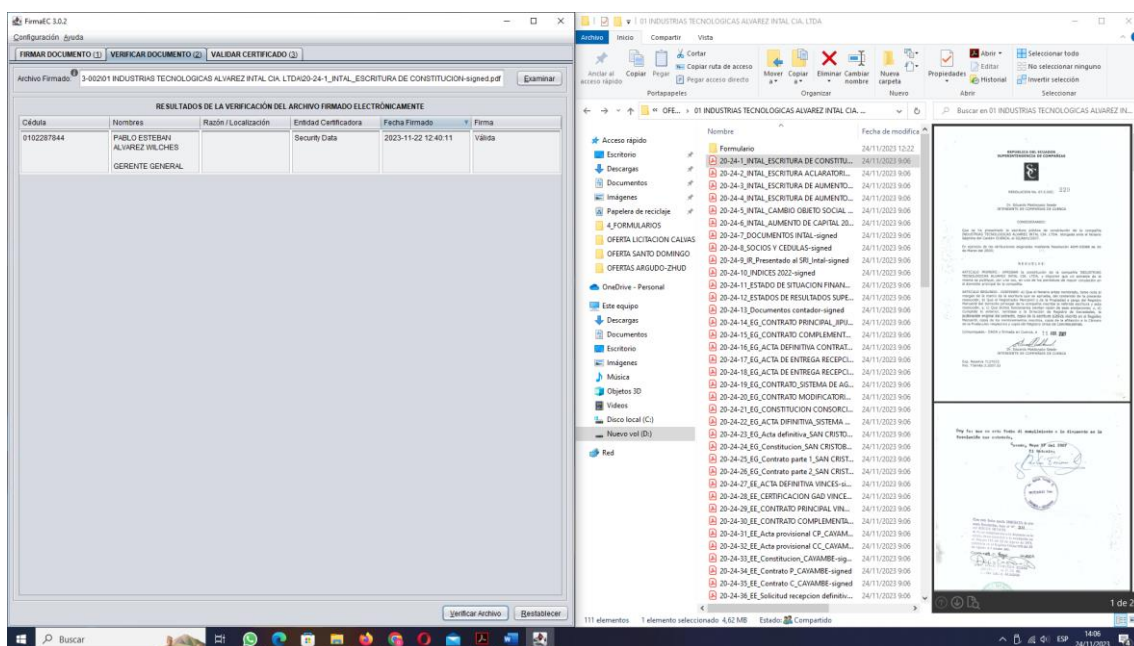 FirmaEC 3.0.2
Configuración Ayuda
FIRMAR DOCUMENTO (1) VERIFICAR DOCUMENTO (2) VALIDAR CERTIFICADO (3)
Archivo Firmado 3-002\01 INDUSTRIAS TECNOLOGICAS ALVAREZ INTAL CIA. LTDA\20-24-1_INTAL_ESCRITURA DE CONSTITUCION-signed.pdf Examinar
RESULTADOS DE LA VERIFICACIÓN DEL ARCHIVO FIRMADO ELECTRÓNICAMENTE
Cédula Nombres Razón / Localización Entidad Certificadora Fecha Firmado Firma
0102287844 PABLO ESTEBAN ALVAREZ WILCHES Security Data 2023-11-22 12:40:11 Válida
GERENTE GENERAL
Verificar Archivo Restablecer
01 INDUSTRIAS TECNOLOGICAS ALVAREZ INTAL CIA. LTDA
Archivo Inicio Compartir Vista
Anclar al acceso rápido
Copiar
Pegar
Cortar
Copiar ruta de acceso
Pegar acceso directo
Mover a
Copiar a
Eliminar
Cambiar nombre
Nueva carpeta
Propiedades
Abrir
Editar
Historial
Seleccionar todo
No seleccionar ninguno
Invertir selección
Portapapeles Organizar Nuevo Abrir Seleccionar
« OFE... > 01 INDUSTRIAS TECNOLOGICAS ALVAREZ INTAL CIA. ...
Buscar en 01 INDUSTRIAS TECNOLOGICAS ALVAREZ IN...
Acceso rápido
Escritorio
Descargas
Documentos
Imágenes
Papelera de reciclaje
4_FORMULARIOS
OFERTA LICITACION CALVAS
OFERTA SANTO DOMINGO
OFERTAS ARGUDO-ZHUD
OneDrive - Personal
Este equipo
Descargas
Documentos
Escritorio
Imágenes
Música
Objetos 3D
Videos
Disco local (C:)
Nuevo vol (D:)
Red
Nombre Fecha de modifica
Formulario 24/11/2023 12:22
20-24-1_INTAL_ESCRITURA DE CONSTITU... 24/11/2023 9:06
20-24-2_INTAL_ESCRITURA ACLARATORI... 24/11/2023 9:06
20-24-3_INTAL_ESCRITURA DE AUMENTO... 24/11/2023 9:06
20-24-4_INTAL_ESCRITURA DE AUMENTO... 24/11/2023 9:06
20-24-5_INTAL_CAMBIO OBJETO SOCIAL ... 24/11/2023 9:06
20-24-6_INTAL_AUMENTO DE CAPITAL 20... 24/11/2023 9:06
20-24-7_DOCUMENTOS INTAL-signed 24/11/2023 9:06
20-24-8_SOCIOS Y CEDULAS-signed 24/11/2023 9:06
20-24-9_IR_Presentado al SRI_Intal-signed 24/11/2023 9:06
20-24-10_INDICES 2022-signed 24/11/2023 9:06
20-24-11_ESTADO DE SITUACION FINAN... 24/11/2023 9:06
20-24-12_ESTADOS DE RESULTADOS SUPE... 24/11/2023 9:06
20-24-13_Documentos contador-signed 24/11/2023 9:06
20-24-14_EG_CONTRATO PRINCIPAL_JIPIJ... 24/11/2023 9:06
20-24-15_EG_CONTRATO COMPLEMENT... 24/11/2023 9:06
20-24-16_EG_ACTA DEFINITIVA CONTRAT... 24/11/2023 9:06
20-24-17_EG_ACTA DE ENTREGA RECEPCI... 24/11/2023 9:06
20-24-18_EG_ACTA DE ENTREGA RECEPCI... 24/11/2023 9:06
20-24-19_EG_CONTRATO_SISTEMA DE AG... 24/11/2023 9:06
20-24-20_EG_CONTRATO MODIFICATORI... 24/11/2023 9:06
20-24-21_EG_CONSTITUCION CONSORCI... 24/11/2023 9:06
20-24-22_EG_ACTA DIFINITIVA_SISTEMA ... 24/11/2023 9:06
20-24-23_EG_Acta definitiva_SAN CRISTO... 24/11/2023 9:06
20-24-24_EG_Constitucion_SAN CRISTOB... 24/11/2023 9:06
20-24-25_EG_Contrato parte 1_SAN CRIST... 24/11/2023 9:06
20-24-26_EG_Contrato parte 2_SAN CRIST... 24/11/2023 9:06
20-24-27_EE_ACTA DEFINITIVA VINCES-si... 24/11/2023 9:06
20-24-28_EE_CERTIFICACION GAD VINCE... 24/11/2023 9:06
20-24-29_EE_CONTRATO PRINCIPAL VIN... 24/11/2023 9:06
20-24-30_EE_CONTRATO COMPLEMENTA... 24/11/2023 9:06
20-24-31_EE_Acta provisional CP_CAYAM... 24/11/2023 9:06
20-24-32_EE_Acta provisional CC_CAYAM... 24/11/2023 9:06
20-24-33_EE_Constitucion_CAYAMBE-sig... 24/11/2023 9:06
20-24-34_EE_Contrato P_CAYAMBE-signed 24/11/2023 9:06
20-24-35_EE_Contrato C_CAYAMBE-signed 24/11/2023 9:06
20-24-36_EE_Solicitud recepcion definitiv... 24/11/2023 9:06
REPUBLICA DEL ECUADOR
SUPERINTENDENCIA DE COMPAÑIAS
220
CONSIDERANDO:
RESUELVE
1 de 2
111 elementos 1 elemento seleccionado 4,62 MB Estado: Compartido
Buscar
ESP
14:06
24/11/2023